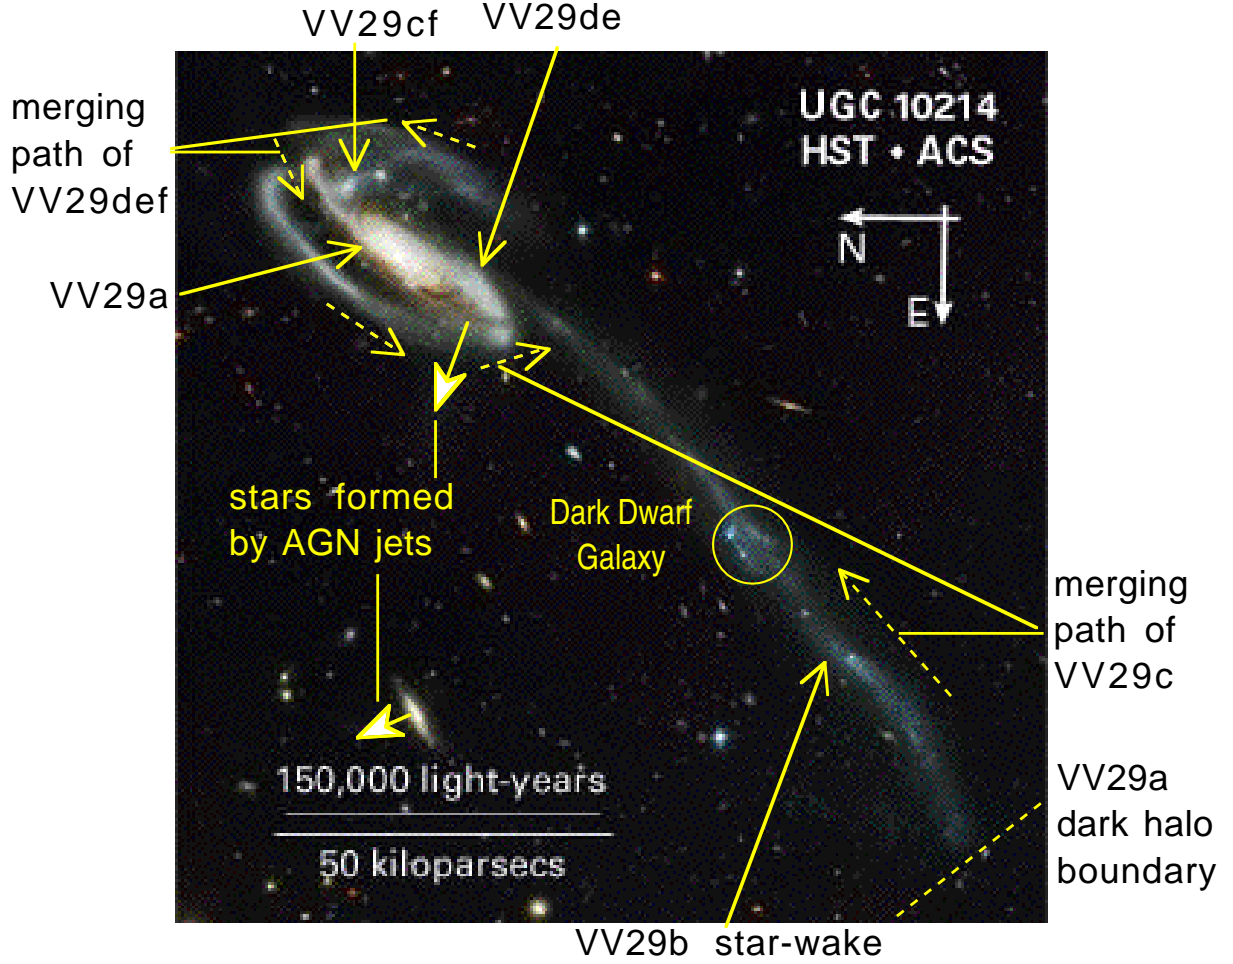 VV29cf
VV29de
merging
path of
VV29def
UGC 10214
HST • ACS
N
E
VV29a
stars formed
by AGN jets
Dark Dwarf
Galaxy
merging
path of
VV29c
150,000 light-years
50 kiloparsecs
VV29a
dark halo
boundary
VV29b star-wake